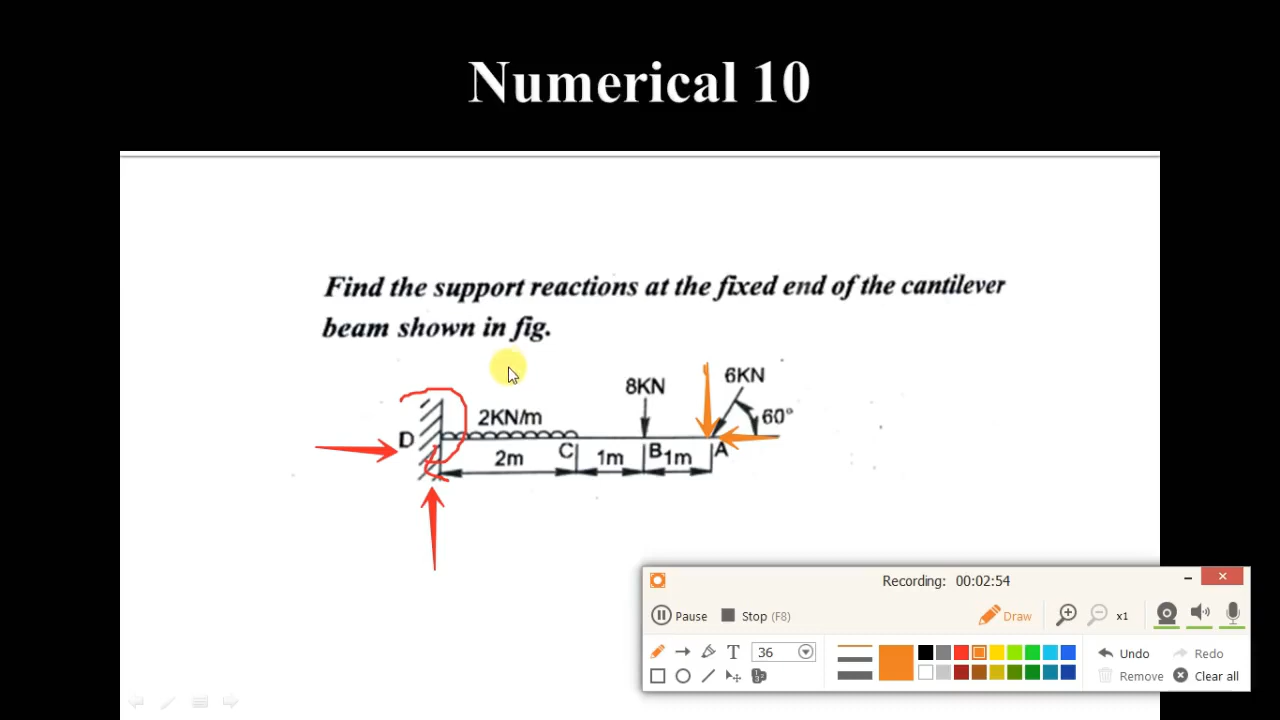 Numerical 10
Find the support reactions at the fixed end of the cantilever
beam shown in fig.
8KN
6KN
2KN/m
60°
D
2m
C
1m
B
1m
A
Recording: 00:02:54
Pause
Stop (F8)
Draw
x1
T
36
Undo
Redo
Remove
Clear all